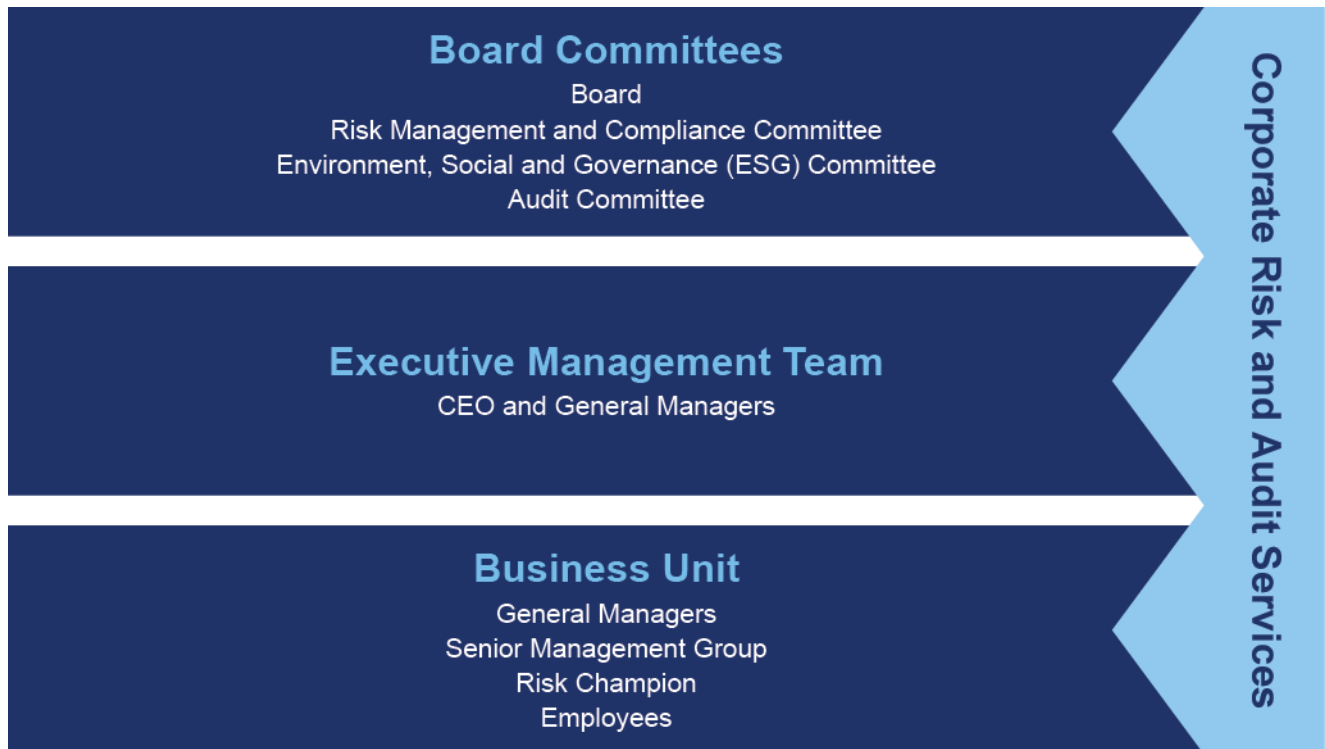 Board Committees
Board
Risk Management and Compliance Committee
Environment, Social and Governance (ESG) Committee
Audit Committee
Executive Management Team
CEO and General Managers
Business Unit
General Managers
Senior Management Group
Risk Champion
Employees
Corporate Risk and Audit Services